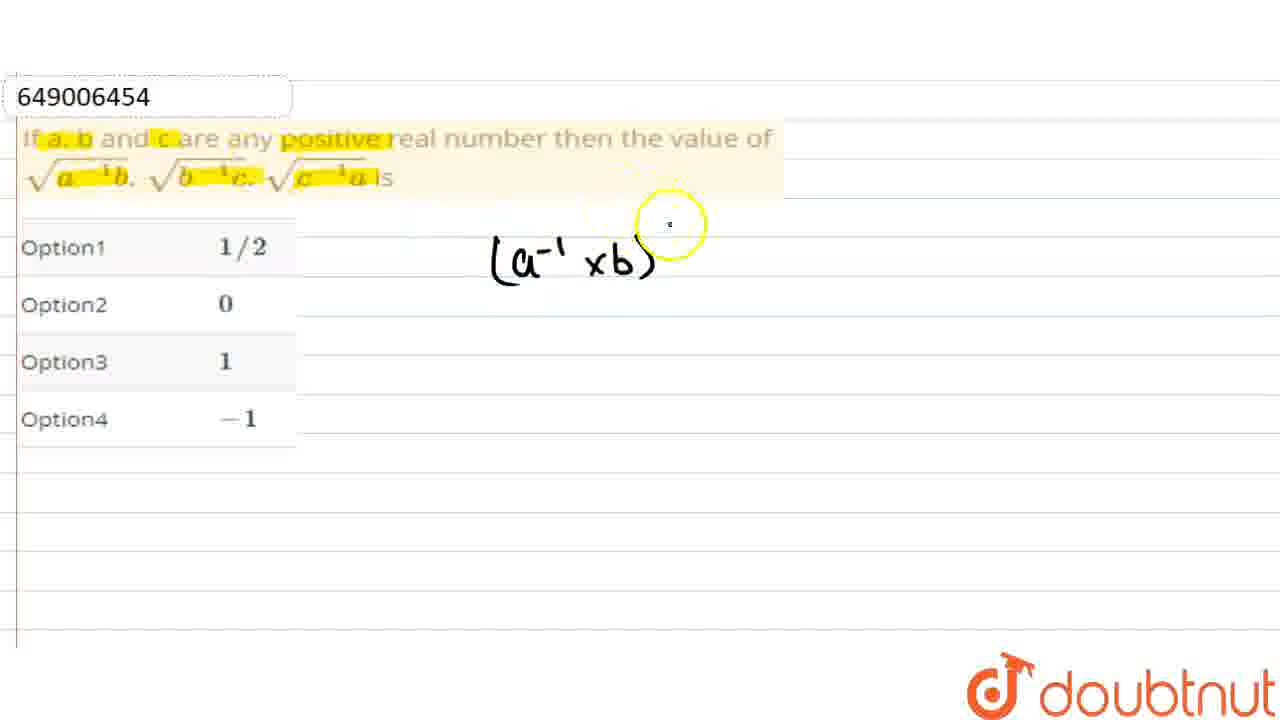 649006454
If a. b and c are any positive real number then the value of
√a−1b. √b−1c. √c−1a is
Option1 1/2
(a⁻¹ ×b)
Option2 0
Option3 1
Option4 −1
doubtnut